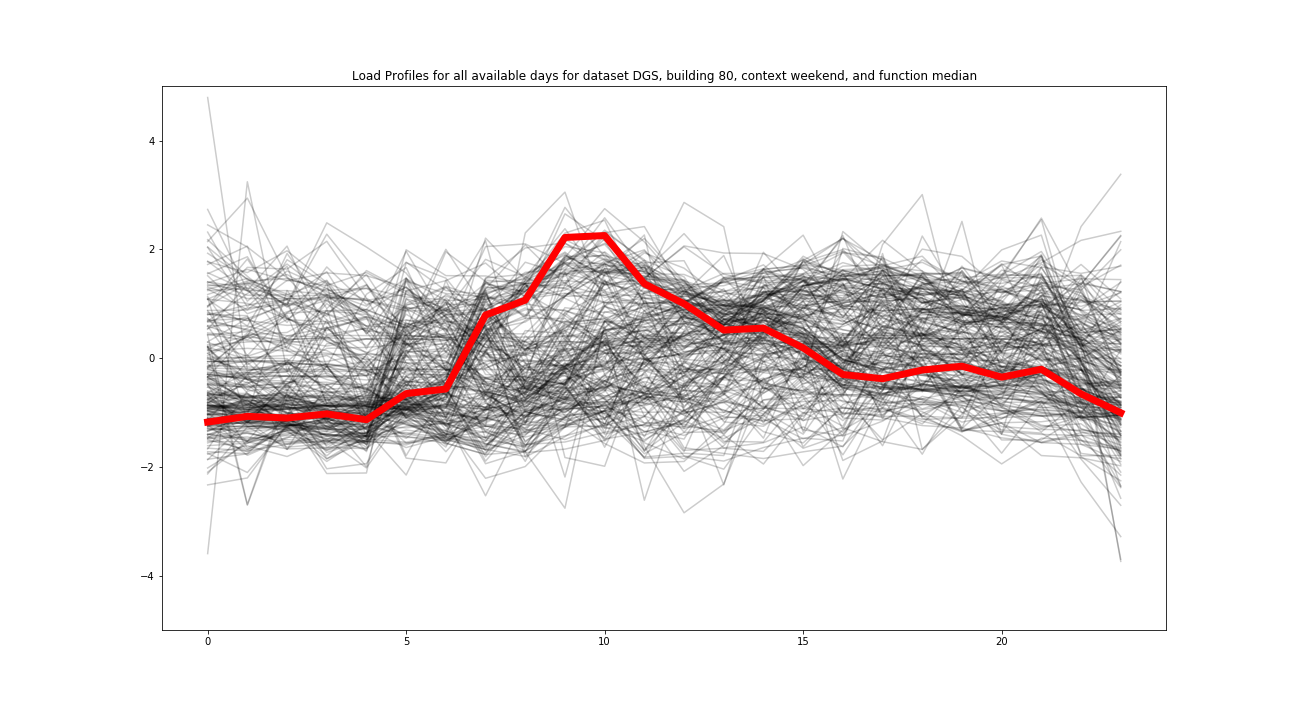 Load Profiles for all available days for dataset DGS, building 80, context weekend, and function median
4
2
0
−2
−4
0 5 10 15 20